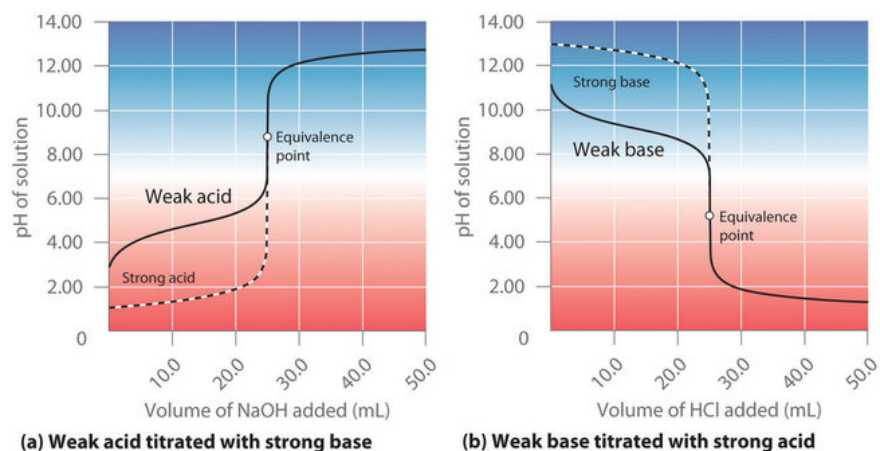 14.00
12.00
10.00
8.00
6.00
4.00
2.00
0
pH of solution
Equivalence
point
Weak acid
Strong acid
10.0
20.0
30.0
40.0
50.0
Volume of NaOH added (mL)
(a) Weak acid titrated with strong base
14.00
12.00
10.00
8.00
6.00
4.00
2.00
0
pH of solution
Strong base
Weak base
Equivalence
point
10.0
20.0
30.0
40.0
50.0
Volume of HCl added (mL)
(b) Weak base titrated with strong acid